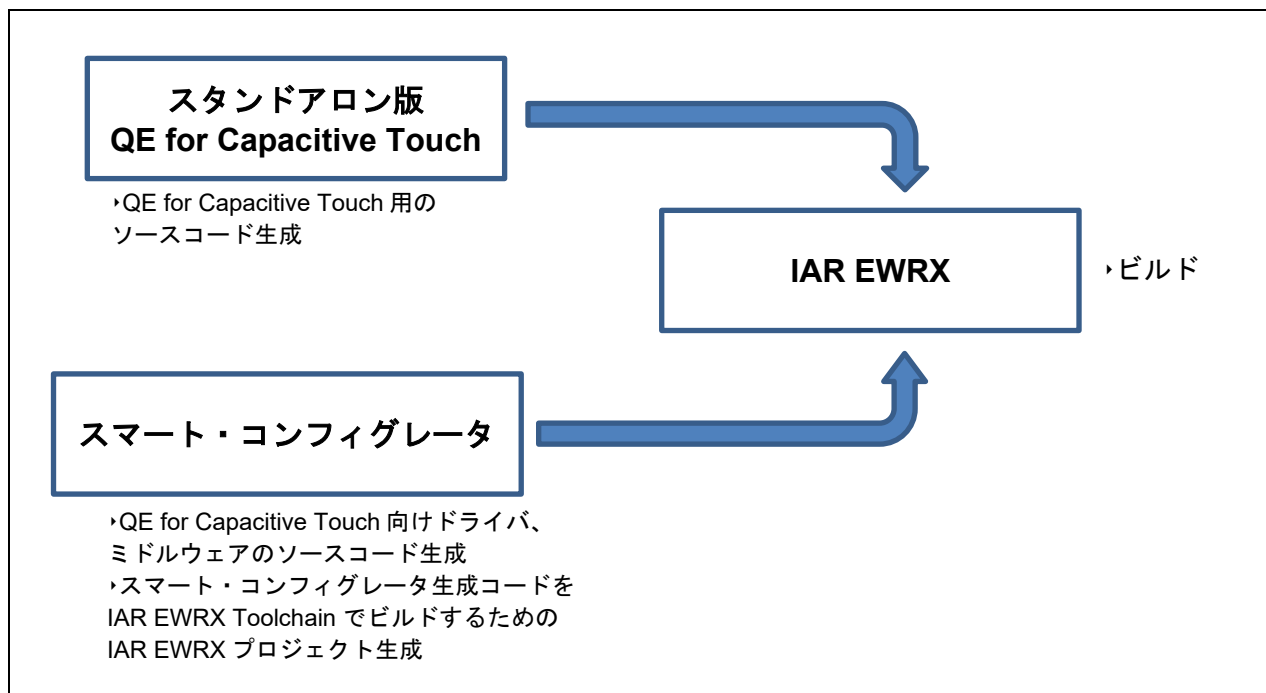 スタンドアロン版
QE for Capacitive Touch
‣QE for Capacitive Touch 用の
ソースコード生成
IAR EWRX
‣ビルド
スマート・コンフィグレータ
‣QE for Capacitive Touch 向けドライバ、
ミドルウェアのソースコード生成
‣スマート・コンフィグレータ生成コードを
IAR EWRX Toolchain でビルドするための
IAR EWRX プロジェクト生成